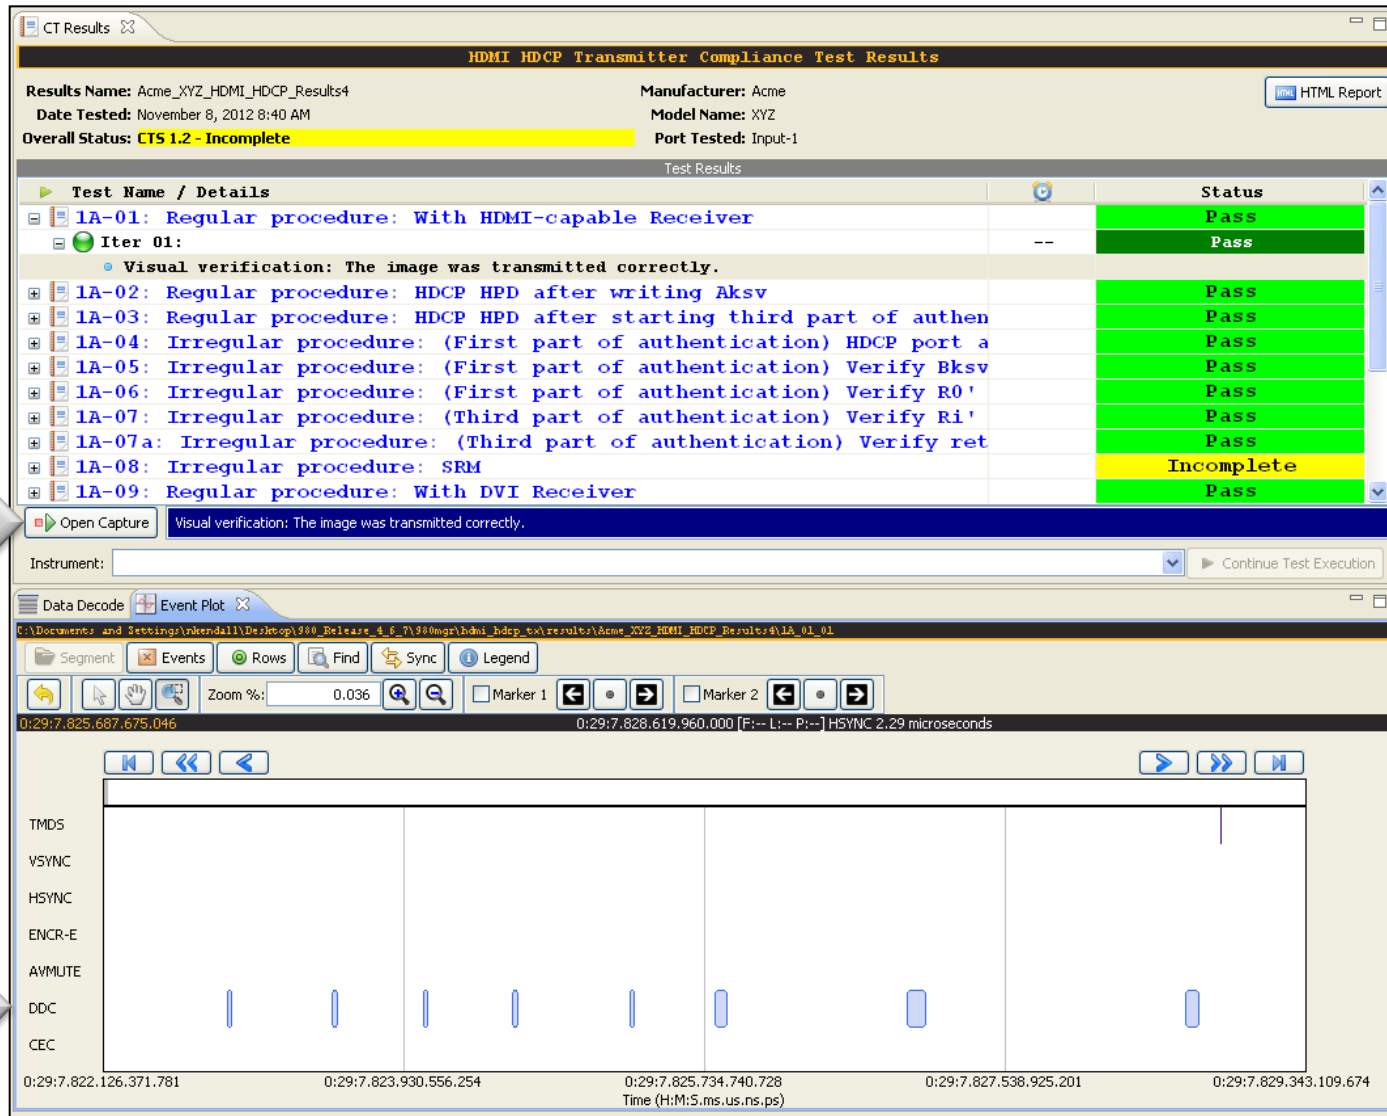 CT Results
HDMI HDCP Transmitter Compliance Test Results
Results Name: Acme_XYZ_HDMI_HDCP_Results4 Manufacturer: Acme HTML Report
Date Tested: November 8, 2012 8:40 AM Model Name: XYZ
Overall Status: CTS 1.2 - Incomplete Port Tested: Input-1
Test Results
Test Name / Details Status
1A-01: Regular procedure: With HDMI-capable Receiver Pass
Iter 01: -- Pass
Visual verification: The image was transmitted correctly.
1A-02: Regular procedure: HDCP HPD after writing Aksv Pass
1A-03: Regular procedure: HDCP HPD after starting third part of authen Pass
1A-04: Irregular procedure: (First part of authentication) HDCP port a Pass
1A-05: Irregular procedure: (First part of authentication) Verify Bksv Pass
1A-06: Irregular procedure: (First part of authentication) Verify R0' Pass
1A-07: Irregular procedure: (Third part of authentication) Verify Ri' Pass
1A-07a: Irregular procedure: (Third part of authentication) Verify ret Pass
1A-08: Irregular procedure: SRM Incomplete
1A-09: Regular procedure: With DVI Receiver Pass
Open Capture Visual verification: The image was transmitted correctly.
Instrument: Continue Test Execution
Data Decode Event Plot
C:\Documents and Settings\nkendall\Desktop\980_Release_4_6_7\980mgr\hdmi_hdcp_tx\results\Acme_XYZ_HDMI_HDCP_Results4\1A_01_01
Segment Events Rows Find Sync Legend
Zoom %: 0.036 Marker 1 Marker 2
0:29:7.825.687.675.046 0:29:7.828.619.960.000 [F:-- L:-- P:--] HSYNC 2.29 microseconds
TMDS
VSYNC
HSYNC
ENCR-E
AVMUTE
DDC
CEC
0:29:7.822.126.371.781 0:29:7.823.930.556.254 0:29:7.825.734.740.728 0:29:7.827.538.925.201 0:29:7.829.343.109.674
Time (H:M:S.ms.us.ns.ps)